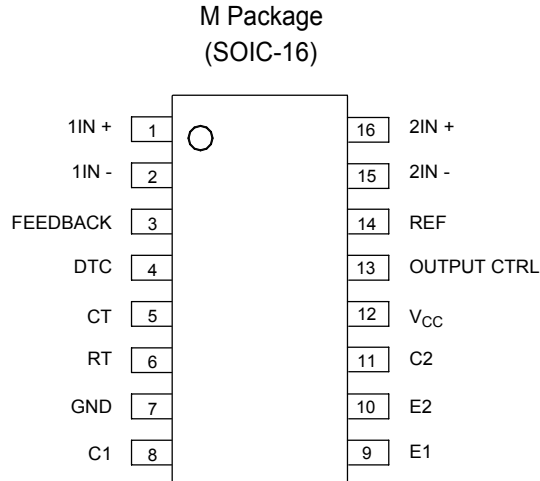 M Package
(SOIC-16)
1IN + 1 16 2IN +
1IN - 2 15 2IN -
FEEDBACK 3 14 REF
DTC 4 13 OUTPUT CTRL
CT 5 12 VCC
RT 6 11 C2
GND 7 10 E2
C1 8 9 E1